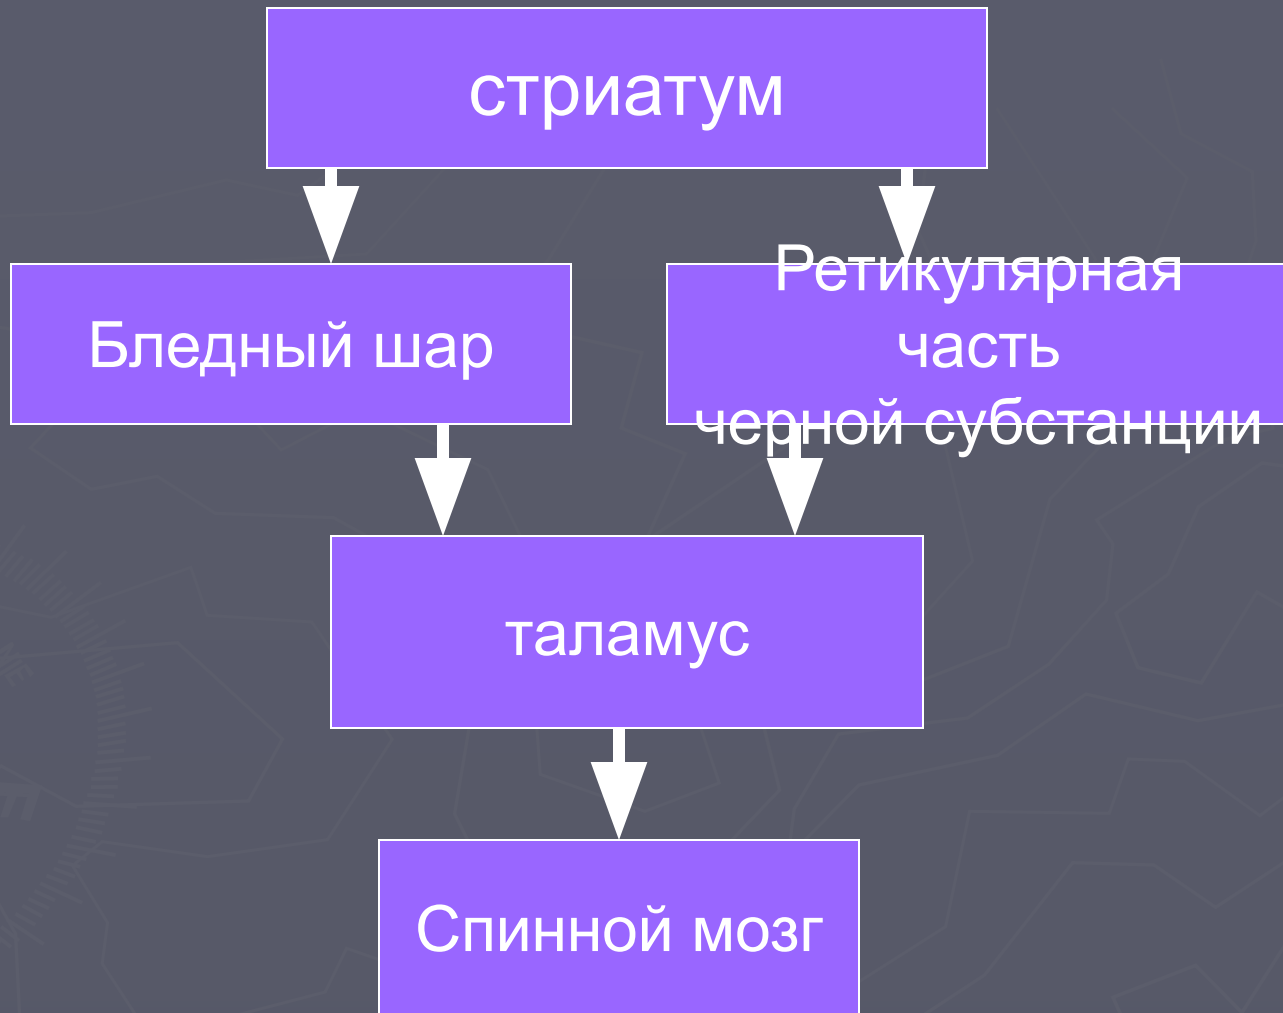 стриатум
Бледный шар
Ретикулярная
часть
черной субстанции
таламус
Спинной мозг